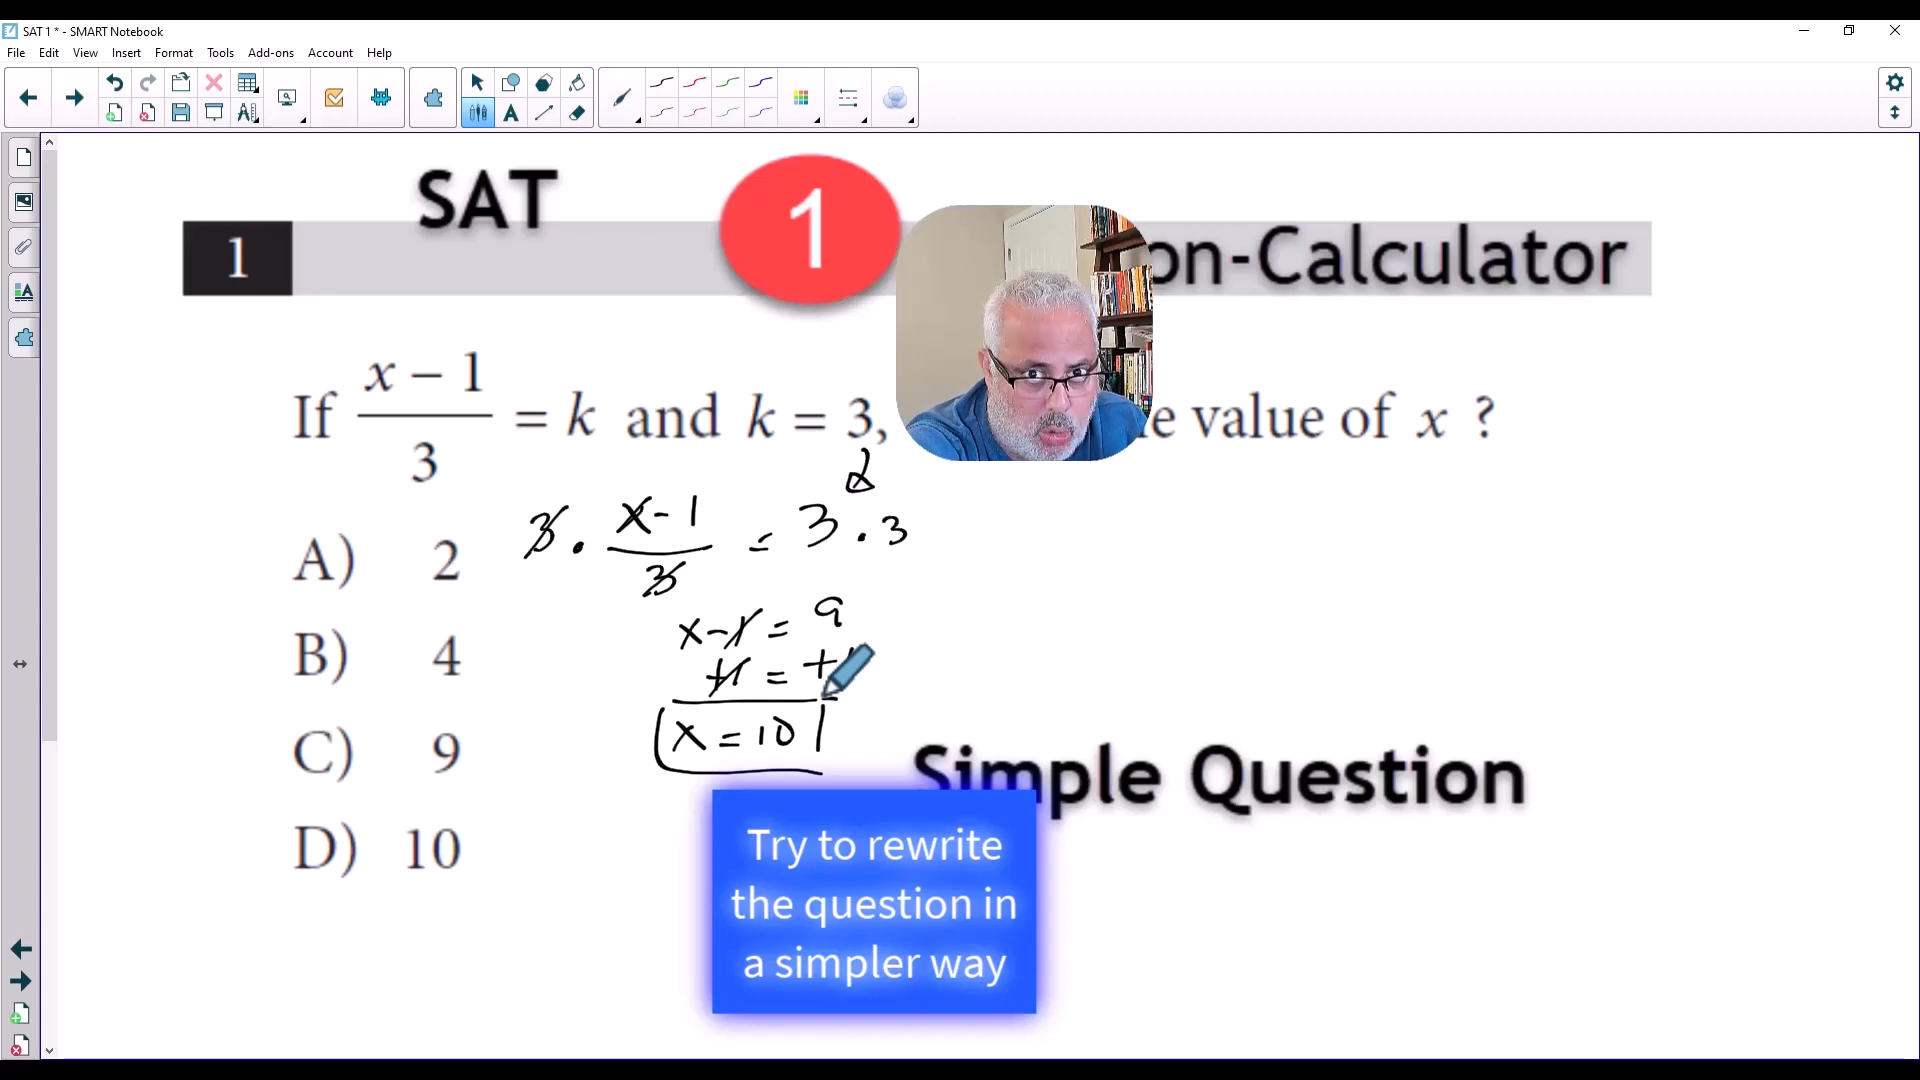 SAT 1 * - SMART Notebook
File Edit View Insert Format Tools Add-ons Account Help
SAT
1
1
on-Calculator
If x − 1 / 3 = k and k = 3, e value of x ?
3 · x - 1 / 3 = 3 · 3
A) 2
x - 1 = 9
B) 4
+1 = +1
x = 10
C) 9
Simple Question
D) 10
Try to rewrite
the question in
a simpler way